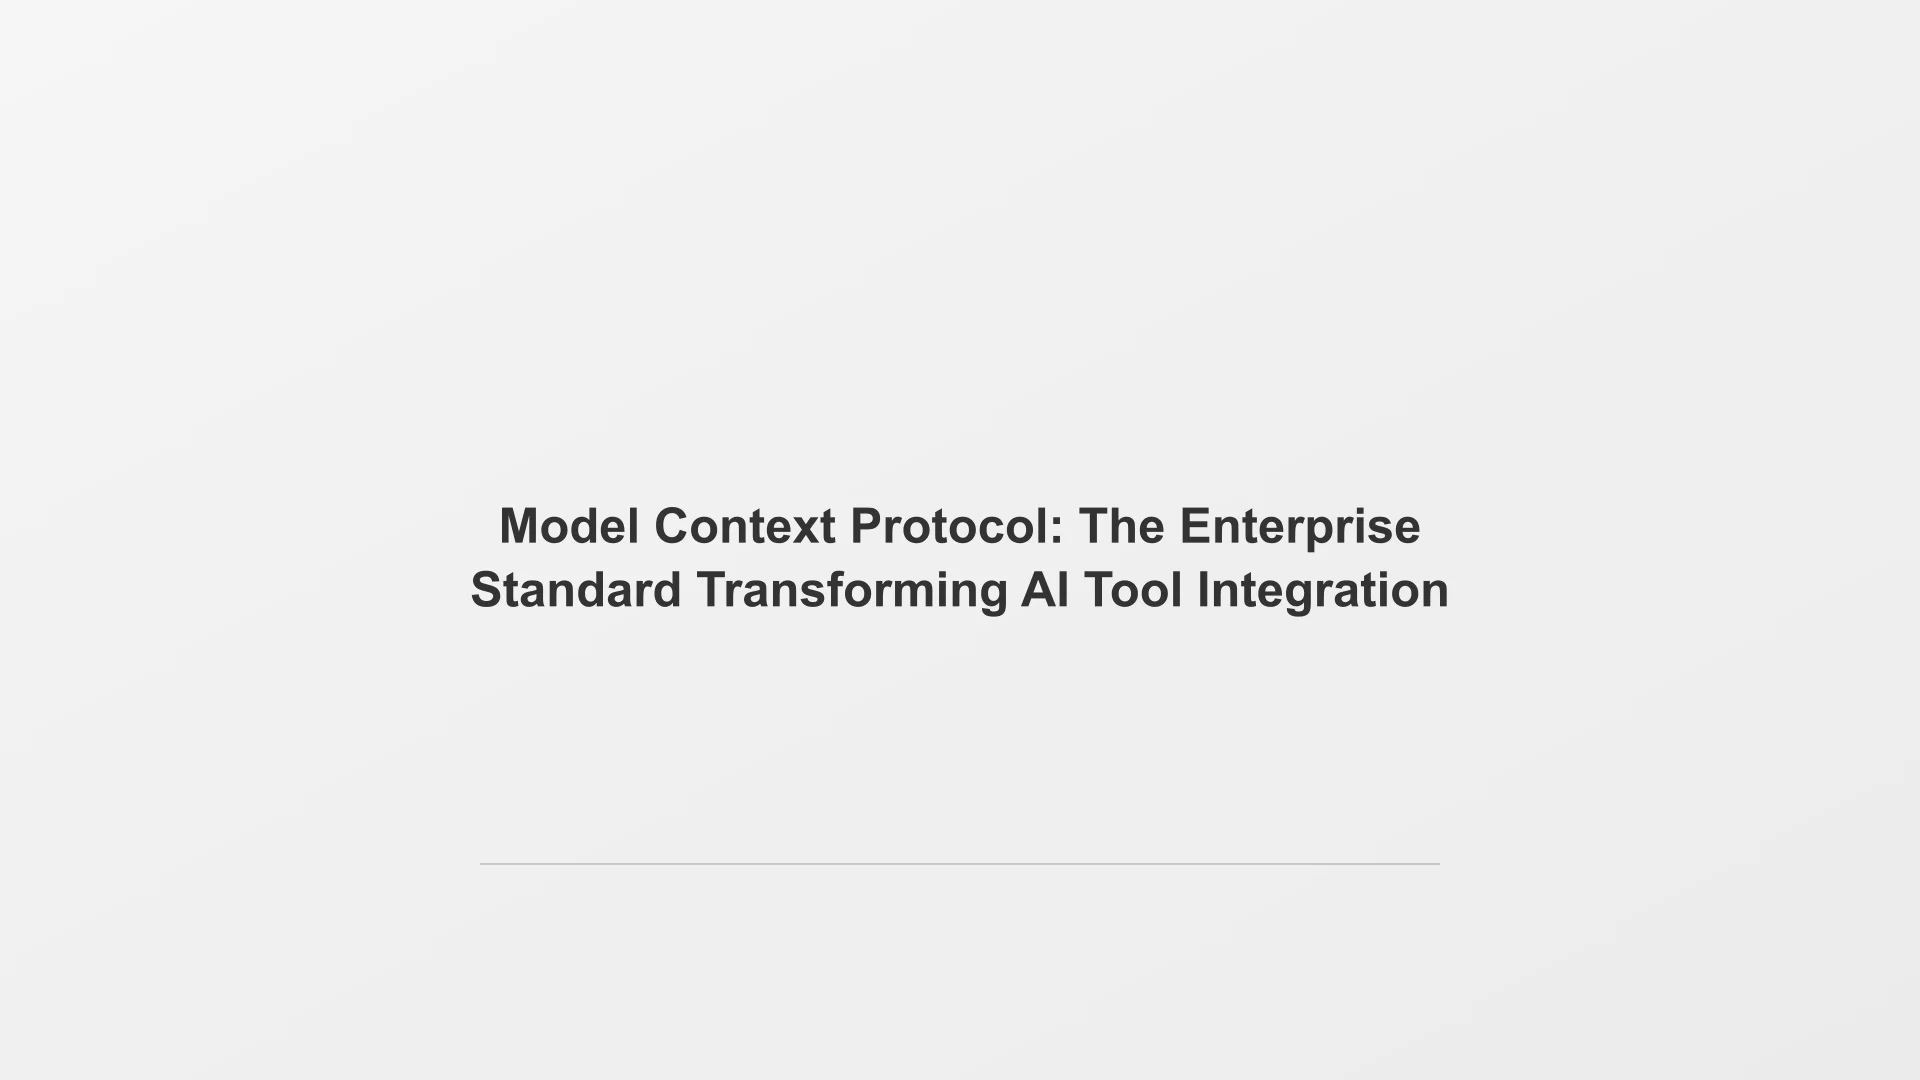 Model Context Protocol: The Enterprise
Standard Transforming AI Tool Integration